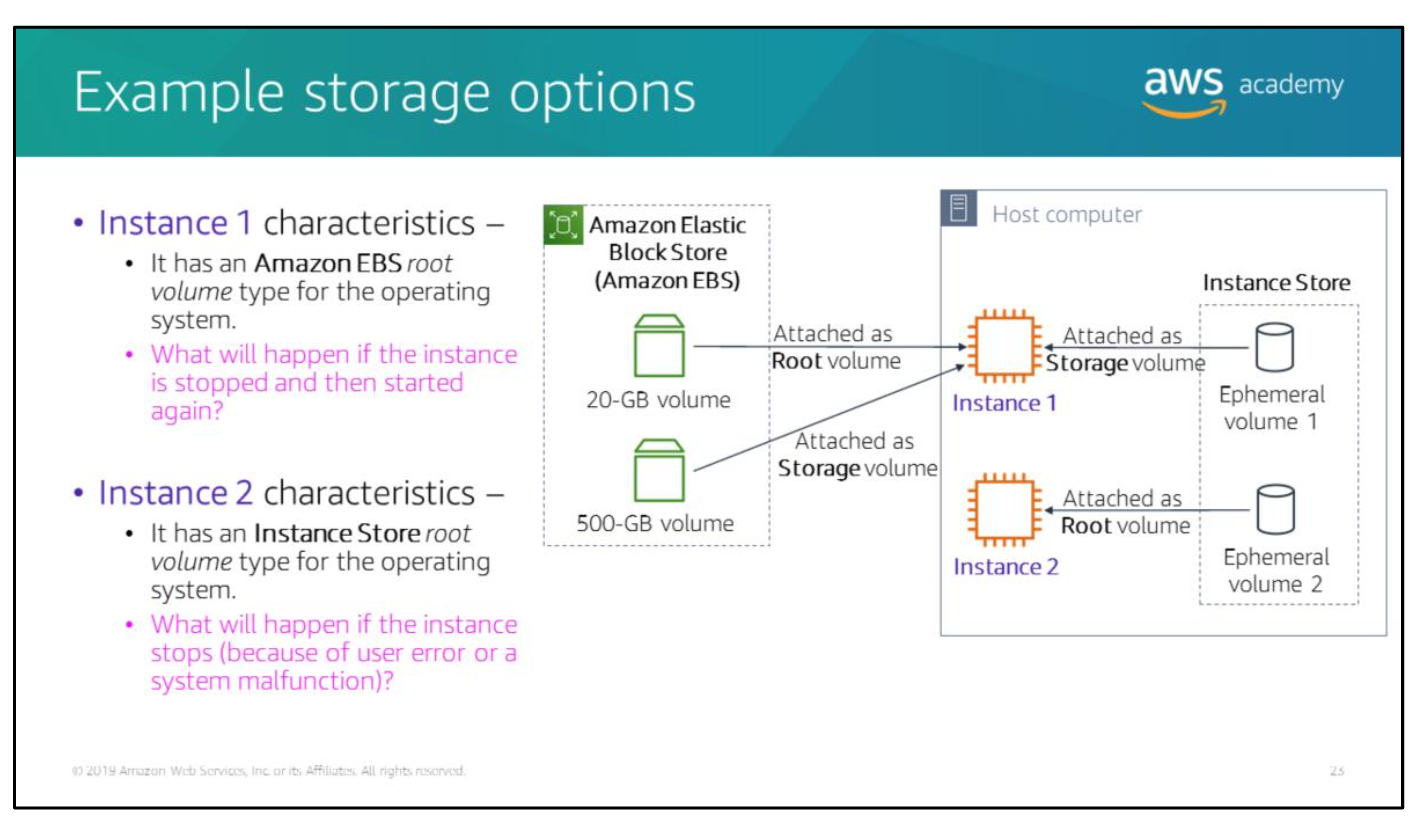 Example storage options
aws academy
• Instance 1 characteristics –
• It has an Amazon EBS root
volume type for the operating
system.
• What will happen if the instance
is stopped and then started
again?
• Instance 2 characteristics –
• It has an Instance Store root
volume type for the operating
system.
• What will happen if the instance
stops (because of user error or a
system malfunction)?
Amazon Elastic
Block Store
(Amazon EBS)
20-GB volume
500-GB volume
Attached as
Root volume
Attached as
Storage volume
Host computer
Instance 1
Attached as
Storage volume
Instance Store
Ephemeral
volume 1
Instance 2
Attached as
Root volume
Ephemeral
volume 2
© 2019 Amazon Web Services, Inc. or its Affiliates. All rights reserved.
23